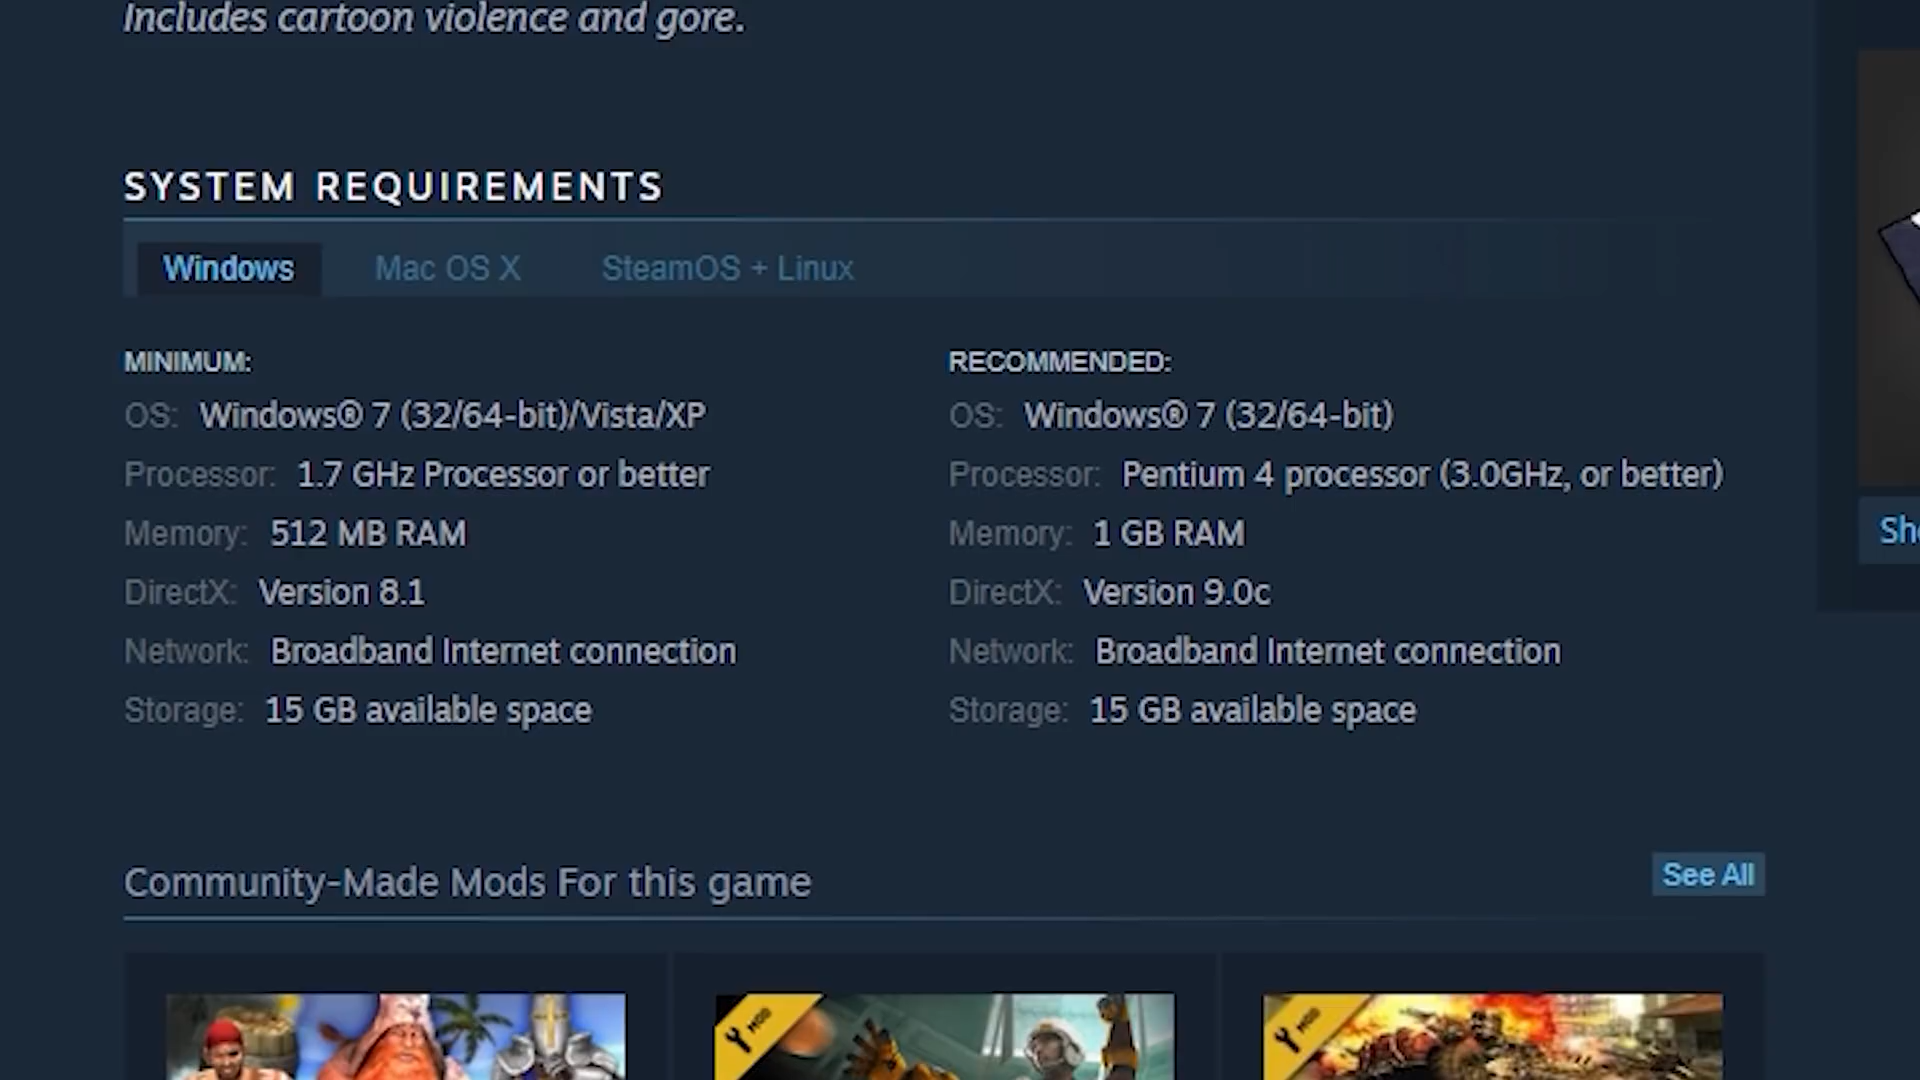 Includes cartoon violence and gore.
SYSTEM REQUIREMENTS
Windows Mac OS X SteamOS + Linux
MINIMUM:
OS: Windows® 7 (32/64-bit)/Vista/XP
Processor: 1.7 GHz Processor or better
Memory: 512 MB RAM
DirectX: Version 8.1
Network: Broadband Internet connection
Storage: 15 GB available space
RECOMMENDED:
OS: Windows® 7 (32/64-bit)
Processor: Pentium 4 processor (3.0GHz, or better)
Memory: 1 GB RAM
DirectX: Version 9.0c
Network: Broadband Internet connection
Storage: 15 GB available space
Community-Made Mods For this game
See All
MOD
MOD